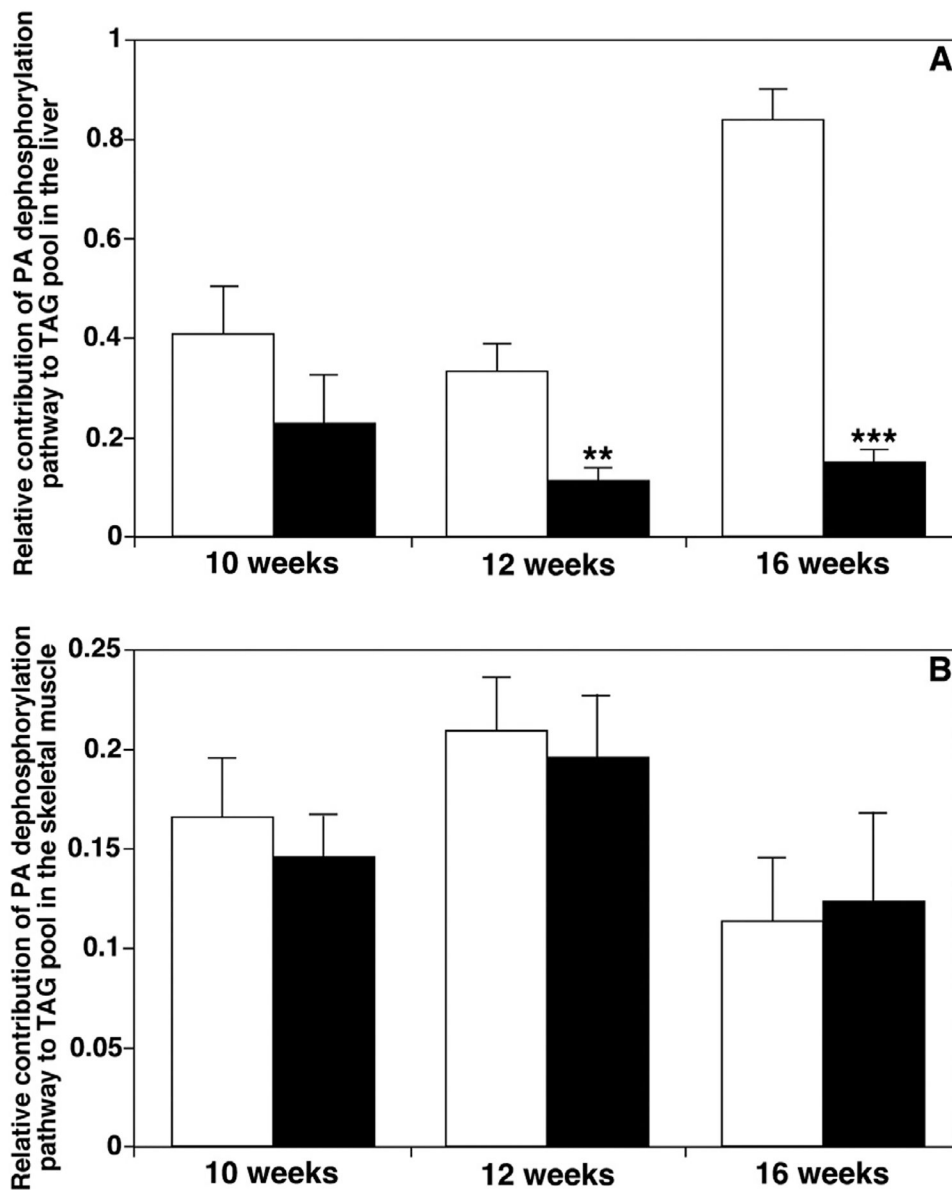 A
Relative contribution of PA dephosphorylation
pathway to TAG pool in the liver
1
0.8
0.6
0.4
0.2
0
**
***
10 weeks
12 weeks
16 weeks
B
Relative contribution of PA dephosphorylation
pathway to TAG pool in the skeletal muscle
0.25
0.2
0.15
0.1
0.05
0
10 weeks
12 weeks
16 weeks